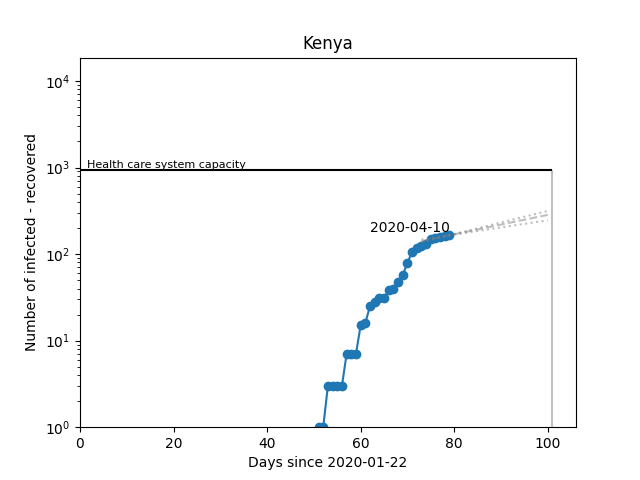 Kenya
Number of infected - recovered
10^4
10^3
10^2
10^1
10^0
Health care system capacity
2020-04-10
0 20 40 60 80 100
Days since 2020-01-22